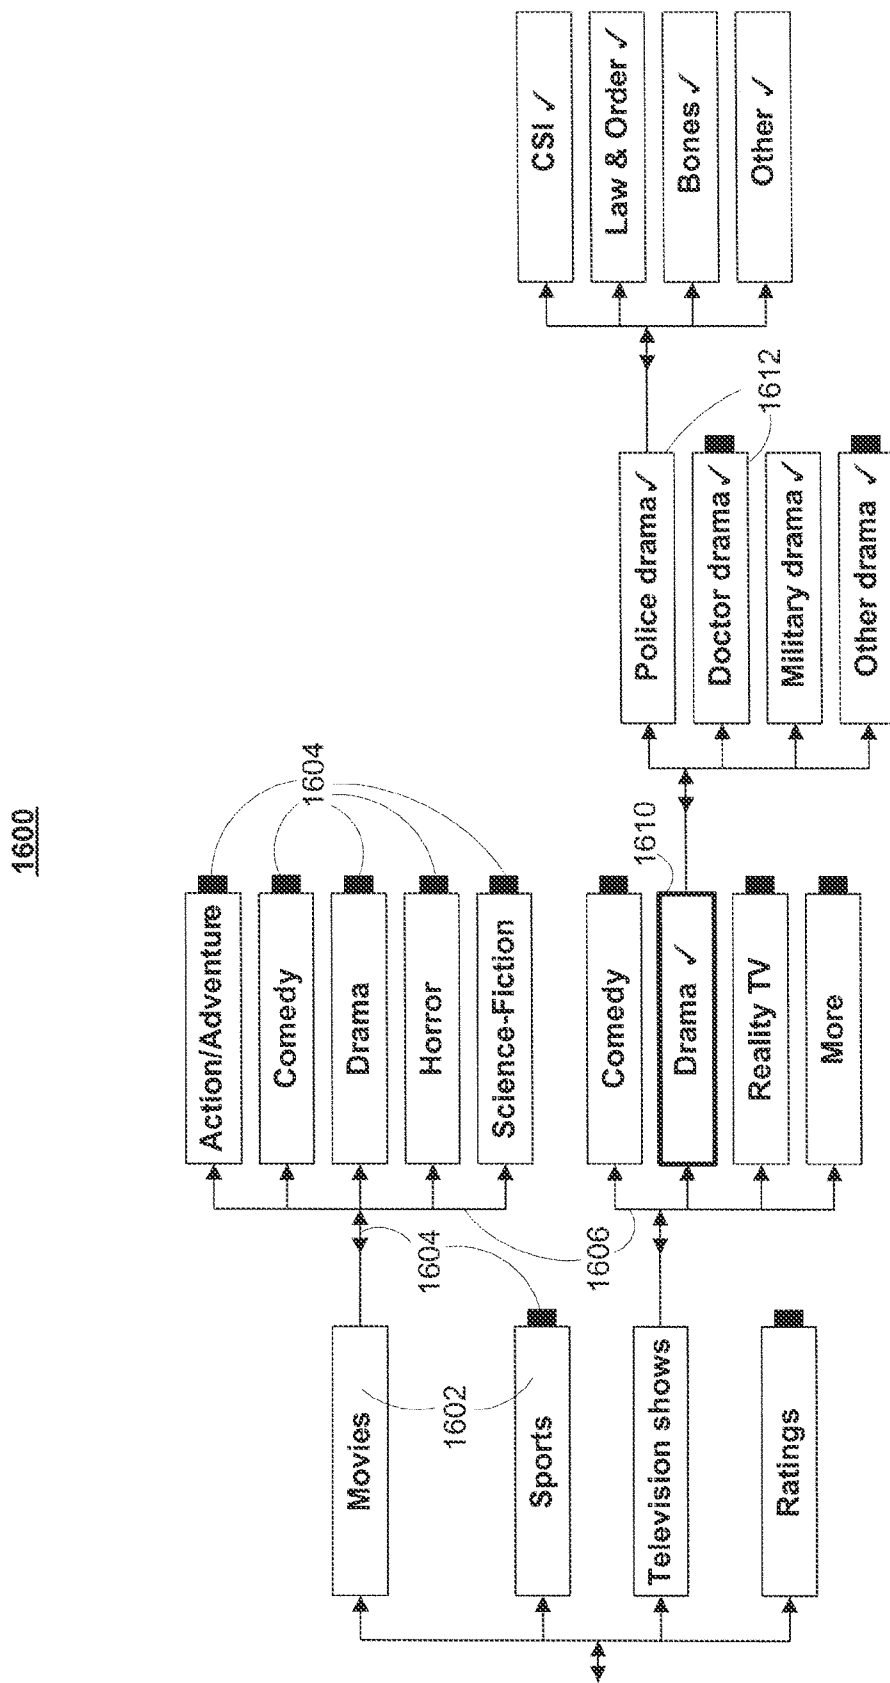 1600
Movies
Sports
Television shows
Ratings
1602
1604
1606
Action/Adventure
Comedy
Drama
Horror
Science-Fiction
1604
Comedy
Drama ✓
Reality TV
More
1610
Police drama ✓
Doctor drama ✓
Military drama ✓
Other drama ✓
1612
CSI ✓
Law & Order ✓
Bones ✓
Other ✓